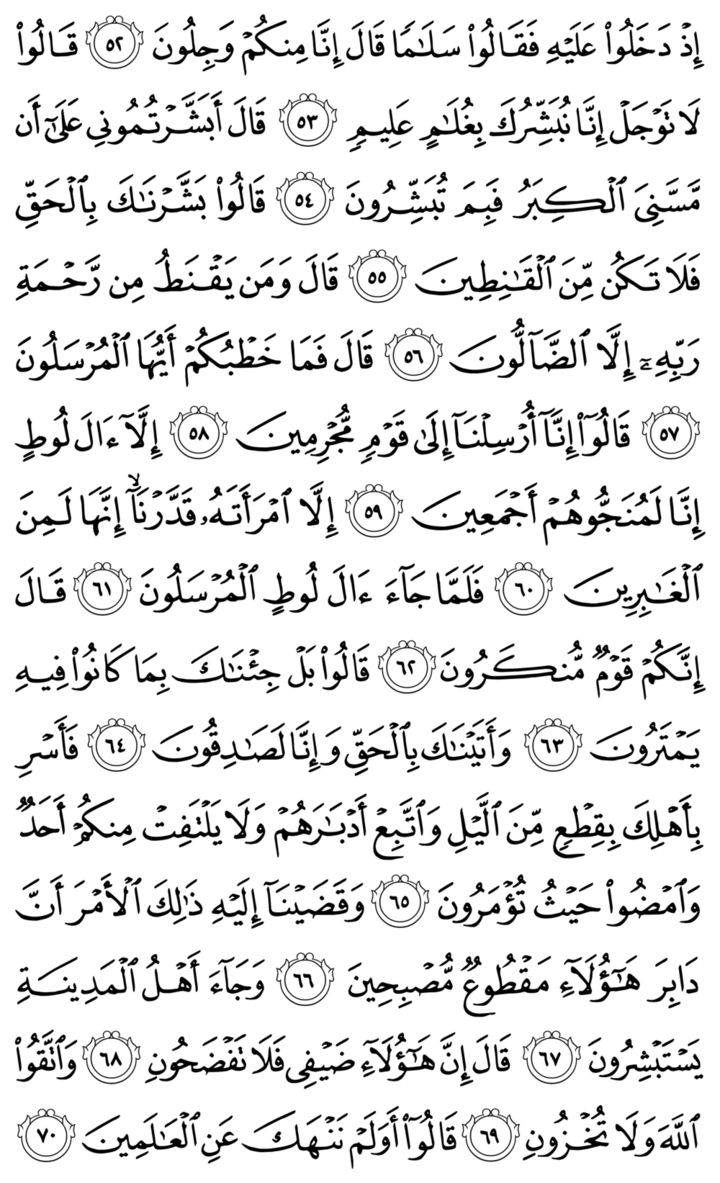 إِذْ دَخَلُوا۟ عَلَيْهِ فَقَالُوا۟ سَلَـٰمًا قَالَ إِنَّا مِنكُمْ وَجِلُونَ ٥٢ قَالُوا۟
لَا تَوْجَلْ إِنَّا نُبَشِّرُكَ بِغُلَـٰمٍ عَلِيمٍ ٥٣ قَالَ أَبَشَّرْتُمُونِى عَلَىٰٓ أَن
مَّسَّنِىَ ٱلْكِبَرُ فَبِمَ تُبَشِّرُونَ ٥٤ قَالُوا۟ بَشَّرْنَـٰكَ بِٱلْحَقِّ
فَلَا تَكُن مِّنَ ٱلْقَـٰنِطِينَ ٥٥ قَالَ وَمَن يَقْنَطُ مِن رَّحْمَةِ
رَبِّهِۦٓ إِلَّا ٱلضَّآلُّونَ ٥٦ قَالَ فَمَا خَطْبُكُمْ أَيُّهَا ٱلْمُرْسَلُونَ
٥٧ قَالُوٓا۟ إِنَّآ أُرْسِلْنَآ إِلَىٰ قَوْمٍ مُّجْرِمِينَ ٥٨ إِلَّآ ءَالَ لُوطٍ
إِنَّا لَمُنَجُّوهُمْ أَجْمَعِينَ ٥٩ إِلَّا ٱمْرَأَتَهُۥ قَدَّرْنَآ ۙ إِنَّهَا لَمِنَ
ٱلْغَـٰبِرِينَ ٦٠ فَلَمَّا جَآءَ ءَالَ لُوطٍ ٱلْمُرْسَلُونَ ٦١ قَالَ
إِنَّكُمْ قَوْمٌ مُّنكَرُونَ ٦٢ قَالُوا۟ بَلْ جِئْنَـٰكَ بِمَا كَانُوا۟ فِيهِ
يَمْتَرُونَ ٦٣ وَأَتَيْنَـٰكَ بِٱلْحَقِّ وَإِنَّا لَصَـٰدِقُونَ ٦٤ فَأَسْرِ
بِأَهْلِكَ بِقِطْعٍ مِّنَ ٱلَّيْلِ وَٱتَّبِعْ أَدْبَـٰرَهُمْ وَلَا يَلْتَفِتْ مِنكُمْ أَحَدٌ
وَٱمْضُوا۟ حَيْثُ تُؤْمَرُونَ ٦٥ وَقَضَيْنَآ إِلَيْهِ ذَٰلِكَ ٱلْأَمْرَ أَنَّ
دَابِرَ هَـٰٓؤُلَآءِ مَقْطُوعٌ مُّصْبِحِينَ ٦٦ وَجَآءَ أَهْلُ ٱلْمَدِينَةِ
يَسْتَبْشِرُونَ ٦٧ قَالَ إِنَّ هَـٰٓؤُلَآءِ ضَيْفِى فَلَا تَفْضَحُونِ ٦٨ وَٱتَّقُوا۟
ٱللَّهَ وَلَا تُخْزُونِ ٦٩ قَالُوٓا۟ أَوَلَمْ نَنْهَكَ عَنِ ٱلْعَـٰلَمِينَ ٧٠